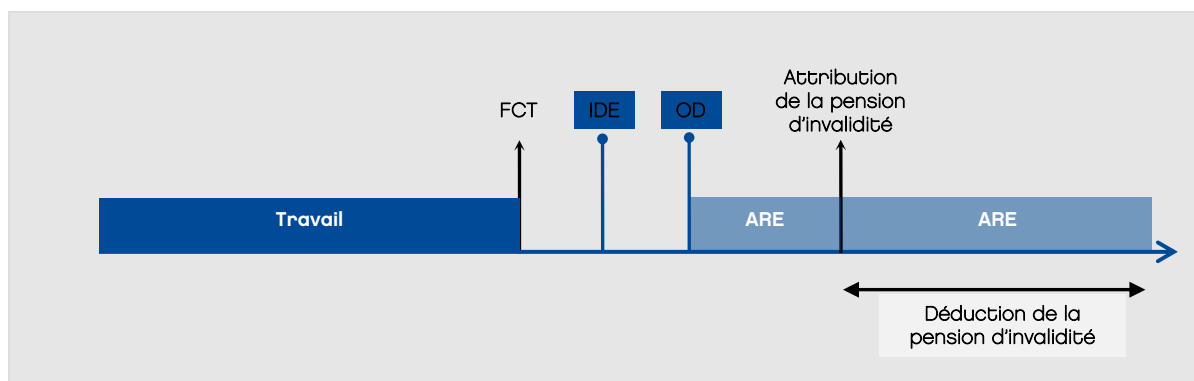 Attribution
de la pension
d'invalidité
FCT
IDE
OD
Travail
ARE
ARE
Déduction de la
pension d'invalidité